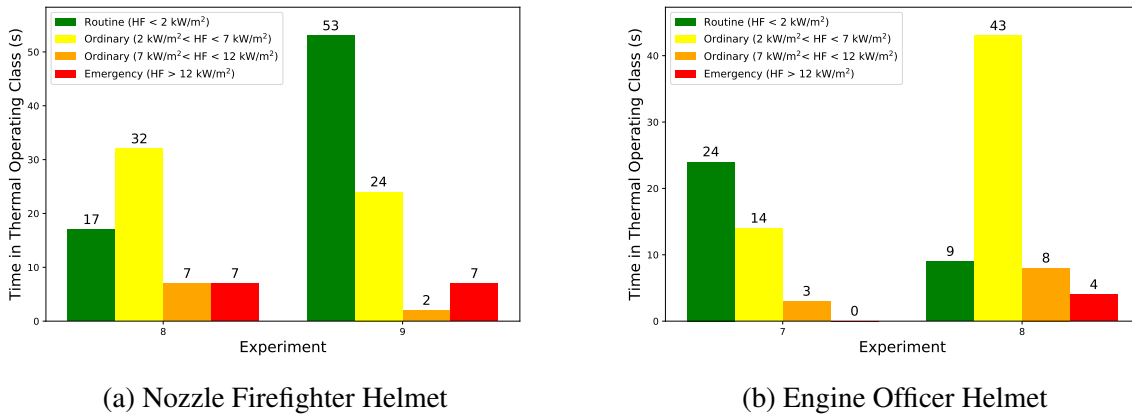 Time in Thermal Operating Class (s)
Routine (HF < 2 kW/m²)
Ordinary (2 kW/m²< HF < 7 kW/m²)
Ordinary (7 kW/m²< HF < 12 kW/m²)
Emergency (HF > 12 kW/m²)
50
40
30
20
10
0
17
32
7
7
53
24
2
7
8
9
Experiment
(a) Nozzle Firefighter Helmet
Time in Thermal Operating Class (s)
Routine (HF < 2 kW/m²)
Ordinary (2 kW/m²< HF < 7 kW/m²)
Ordinary (7 kW/m²< HF < 12 kW/m²)
Emergency (HF > 12 kW/m²)
40
30
20
10
0
24
14
3
0
9
43
8
4
7
8
Experiment
(b) Engine Officer Helmet